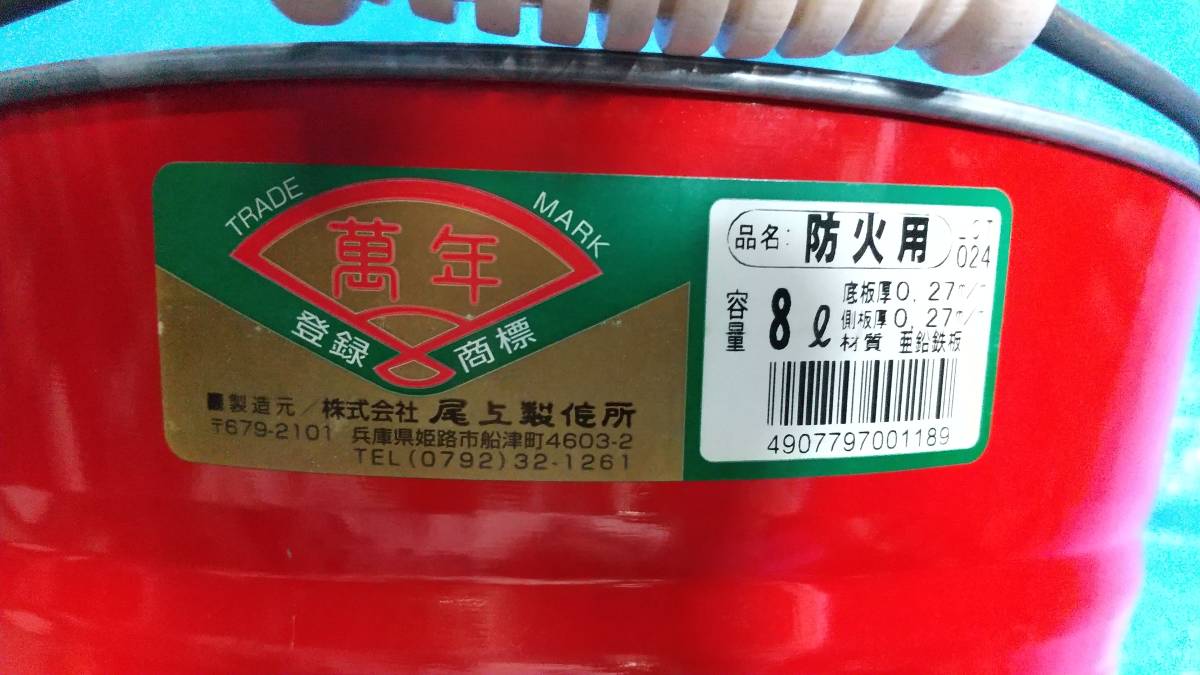 TRADE MARK
萬年
登録 商標
■製造元/株式会社 尾上製作所
〒679-2101 兵庫県姫路市船津町4603-2
TEL(0792)32-1261
品名: 防火用
024
容量 8ℓ
底板厚0.27m/m
側板厚0.27m/m
材質 亜鉛鉄板
4907797001189